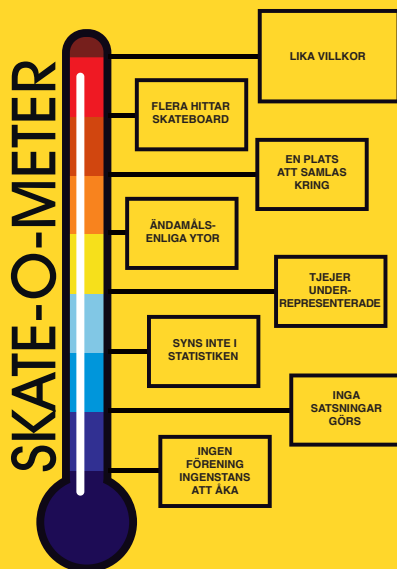 SKATE-O-METER
LIKA VILLKOR
FLERA HITTAR
SKATEBOARD
EN PLATS
ATT SAMLAS
KRING
ÄNDAMÅLS-
ENLIGA YTOR
TJEJER
UNDER-
REPRESENTERADE
SYNS INTE I
STATISTIKEN
INGA
SATSNINGAR
GÖRS
INGEN
FÖRENING
INGENSTANS
ATT ÅKA